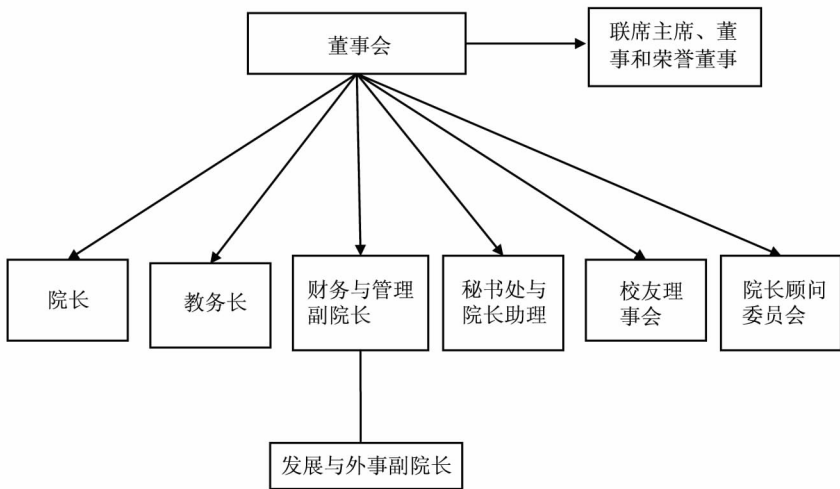 董事会
联席主席、董
事和荣誉董事
院长
教务长
财务与管理
副院长
秘书处与
院长助理
校友理
事会
院长顾问
委员会
发展与外事副院长